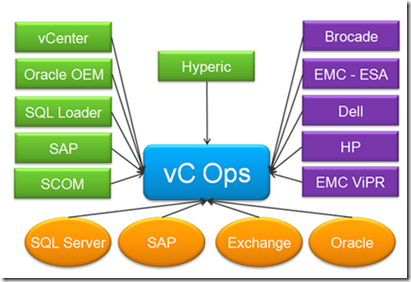 vCenter
Oracle OEM
SQL Loader
SAP
SCOM
Hyperic
vC Ops
Brocade
EMC - ESA
Dell
HP
EMC ViPR
SQL Server
SAP
Exchange
Oracle